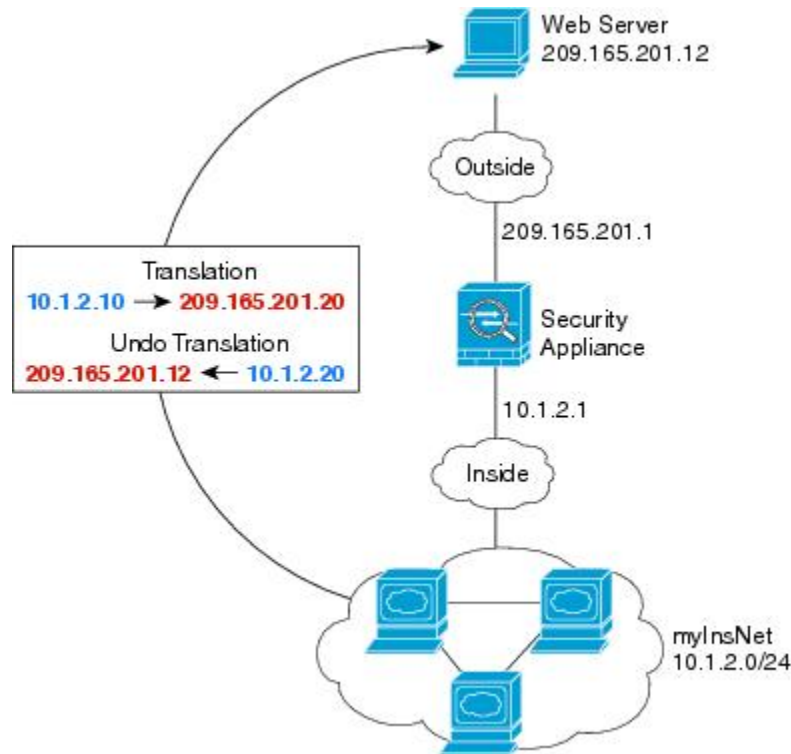 Web Server
209.165.201.12
Outside
209.165.201.1
Translation
10.1.2.10 → 209.165.201.20
Undo Translation
209.165.201.12 ← 10.1.2.20
Security
Appliance
10.1.2.1
Inside
myInsNet
10.1.2.0/24